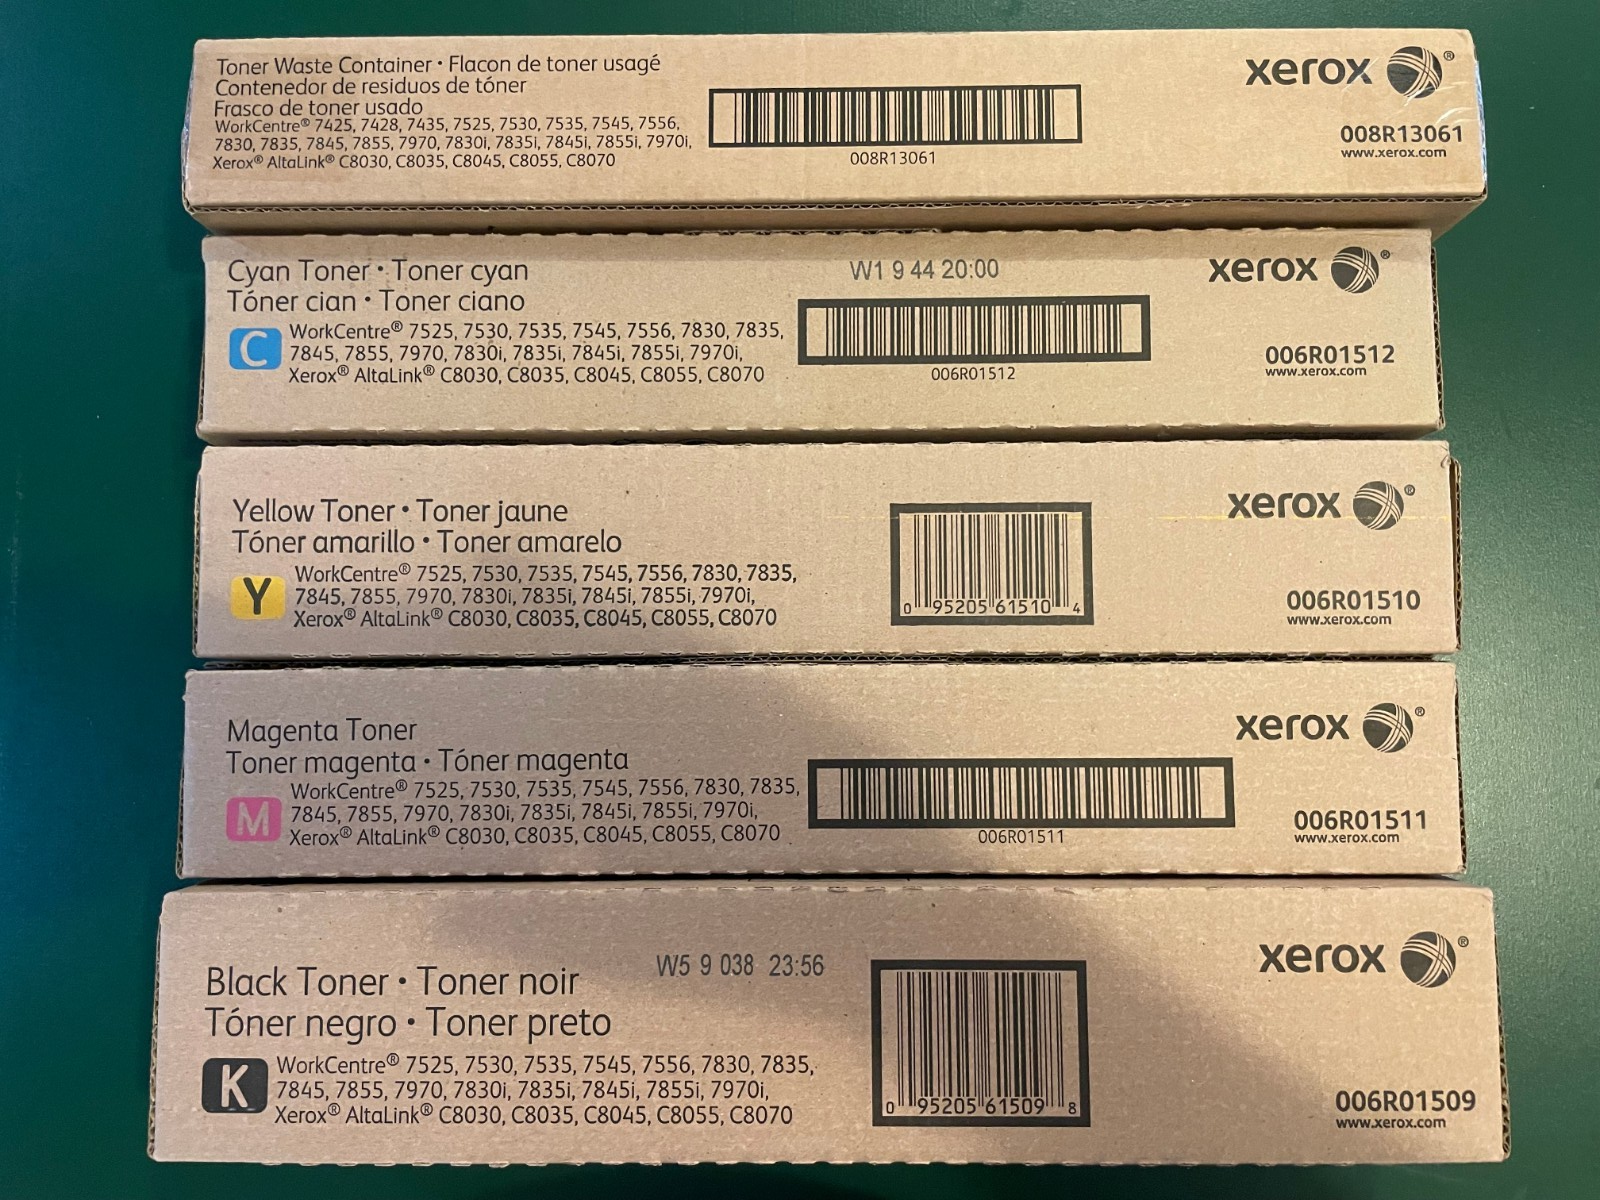 Toner Waste Container • Flacon de toner usagé
Contenedor de residuos de tóner
Frasco de toner usado
WorkCentre® 7425, 7428, 7435, 7525, 7530, 7535, 7545, 7556,
7830, 7835, 7845, 7855, 7970, 7830i, 7835i, 7845i, 7855i, 7970i,
Xerox® AltaLink® C8030, C8035, C8045, C8055, C8070
008R13061
xerox®
008R13061
www.xerox.com
Cyan Toner • Toner cyan
Tóner cian • Toner ciano
C
WorkCentre® 7525, 7530, 7535, 7545, 7556, 7830, 7835,
7845, 7855, 7970, 7830i, 7835i, 7845i, 7855i, 7970i,
Xerox® AltaLink® C8030, C8035, C8045, C8055, C8070
W1 9 44 20:00
006R01512
xerox®
006R01512
www.xerox.com
Yellow Toner • Toner jaune
Tóner amarillo • Toner amarelo
Y
WorkCentre® 7525, 7530, 7535, 7545, 7556, 7830, 7835,
7845, 7855, 7970, 7830i, 7835i, 7845i, 7855i, 7970i,
Xerox® AltaLink® C8030, C8035, C8045, C8055, C8070
0 95205 61510 4
xerox®
006R01510
www.xerox.com
Magenta Toner
Toner magenta • Tóner magenta
M
WorkCentre® 7525, 7530, 7535, 7545, 7556, 7830, 7835,
7845, 7855, 7970, 7830i, 7835i, 7845i, 7855i, 7970i,
Xerox® AltaLink® C8030, C8035, C8045, C8055, C8070
006R01511
xerox®
006R01511
www.xerox.com
Black Toner • Toner noir
Tóner negro • Toner preto
K
WorkCentre® 7525, 7530, 7535, 7545, 7556, 7830, 7835,
7845, 7855, 7970, 7830i, 7835i, 7845i, 7855i, 7970i,
Xerox® AltaLink® C8030, C8035, C8045, C8055, C8070
W5 9 038 23:56
0 95205 61509 8
xerox®
006R01509
www.xerox.com